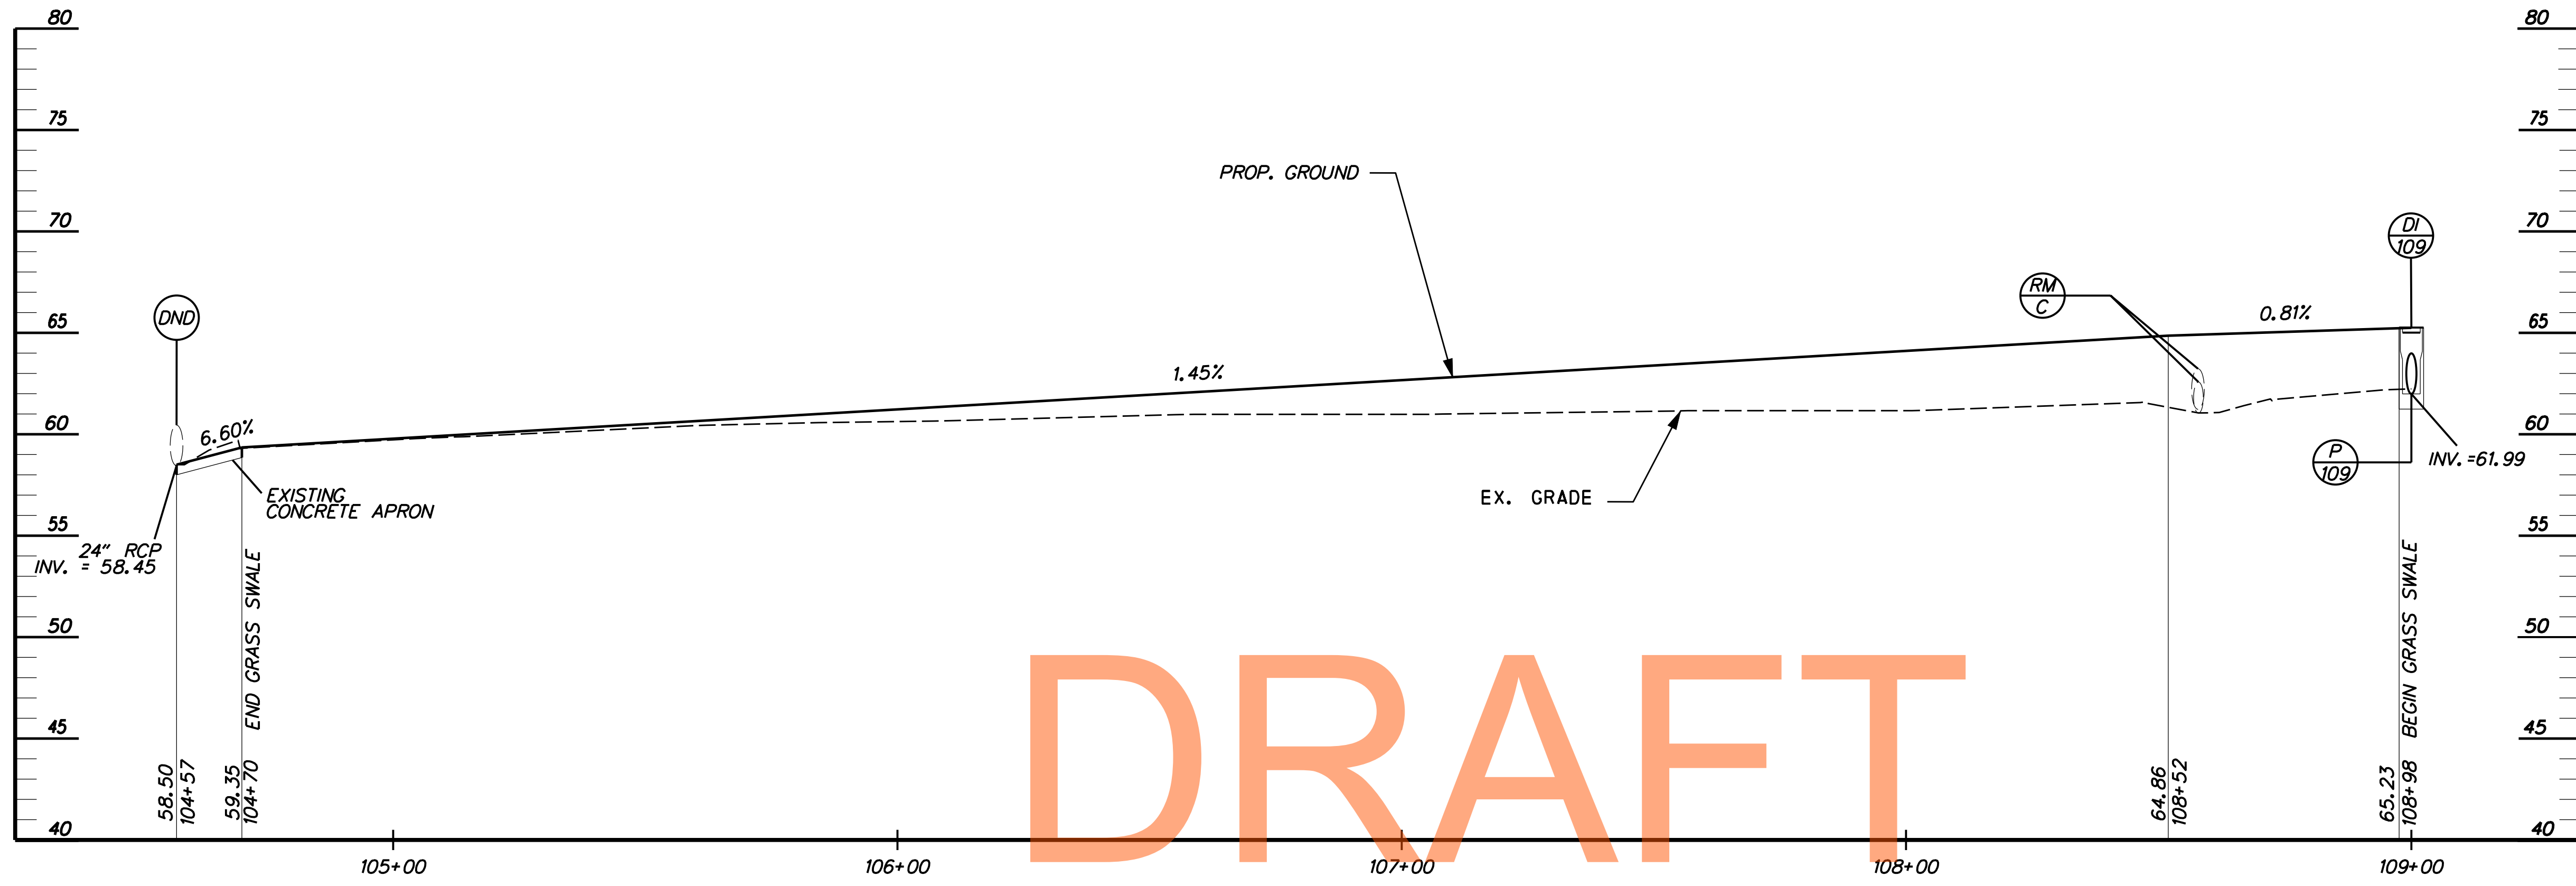 80
80
75
75
PROP. GROUND
70
70
DI
109
RM
C
DND
65
65
0.81%
1.45%
60
60
6.60%
P
109
INV.=61.99
EX. GRADE
EXISTING
CONCRETE APRON
55
55
24" RCP
INV. = 58.45
50
50
45
45
58.50
104+57
59.35
104+70 END GRASS SWALE
64.86
108+52
65.23
108+98 BEGIN GRASS SWALE
40
40
105+00
106+00
107+00
108+00
109+00
DRAFT